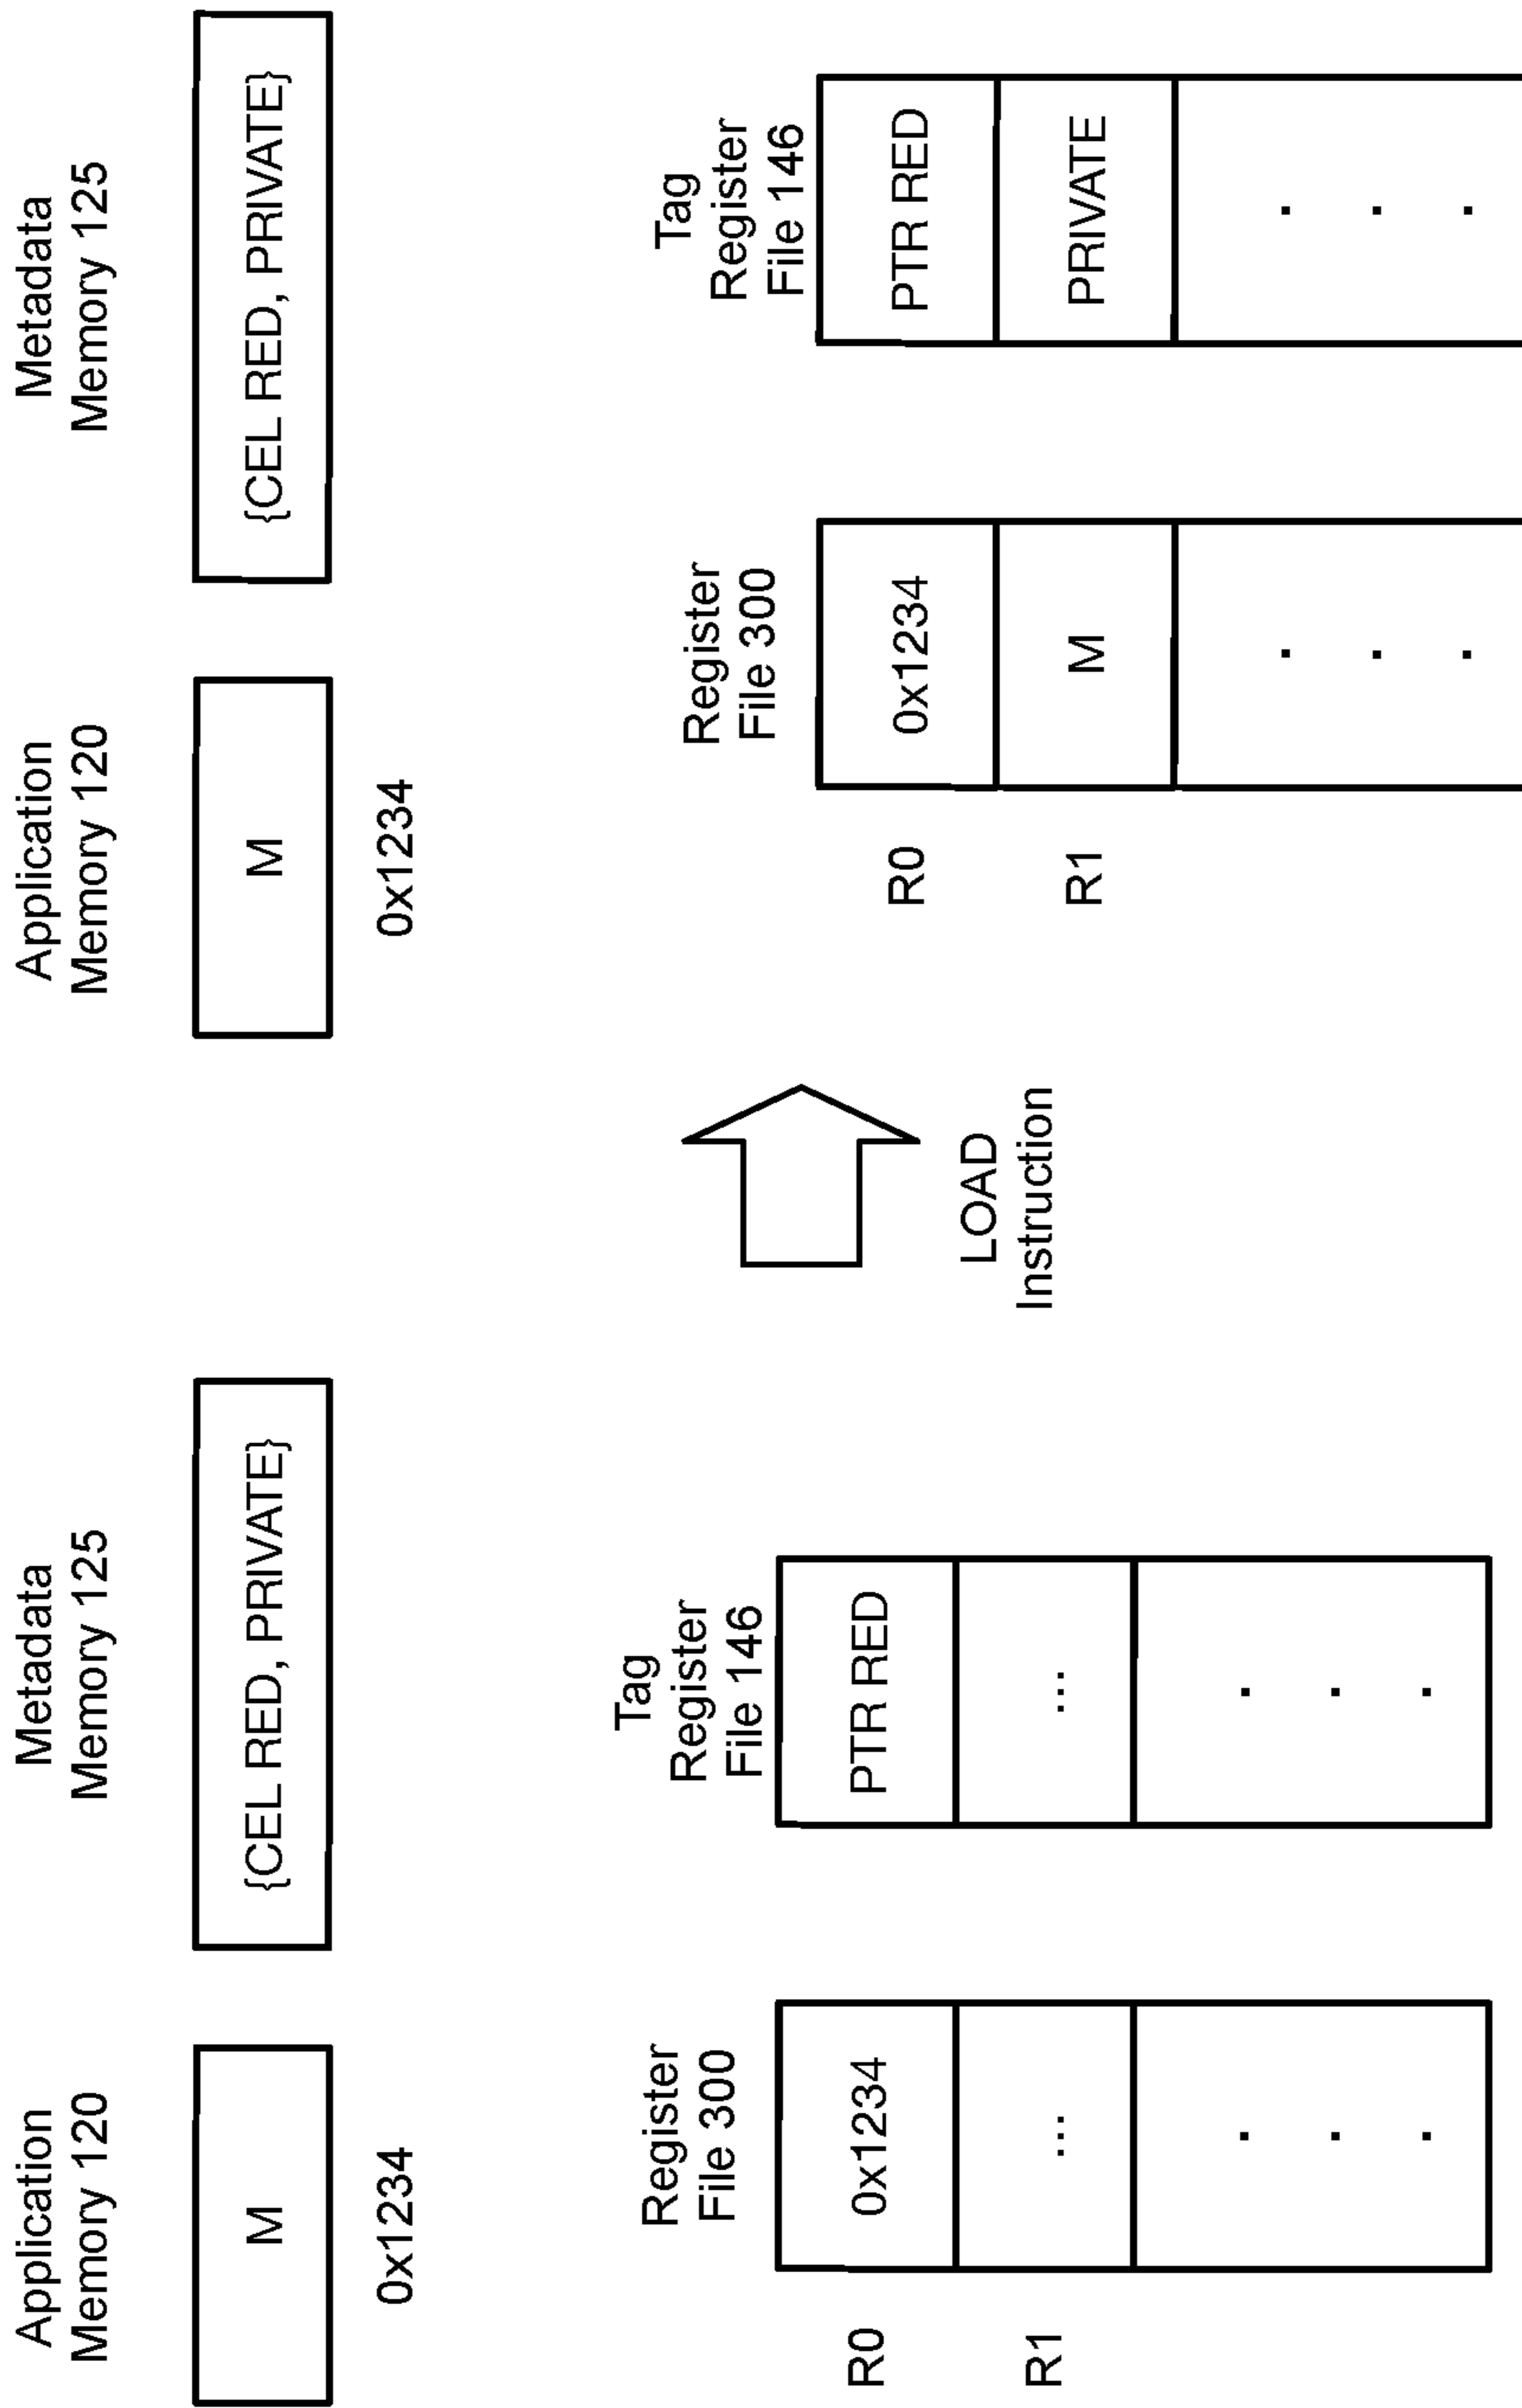 Application
Memory 120
Metadata
Memory 125
M
{CEL RED, PRIVATE}
0x1234
Register
File 300
Tag
Register
File 146
R0
0x1234
PTR RED
R1
...
...
.
.
.
.
.
.
LOAD
Instruction
Application
Memory 120
Metadata
Memory 125
M
{CEL RED, PRIVATE}
0x1234
Register
File 300
Tag
Register
File 146
R0
0x1234
PTR RED
R1
M
PRIVATE
.
.
.
.
.
.